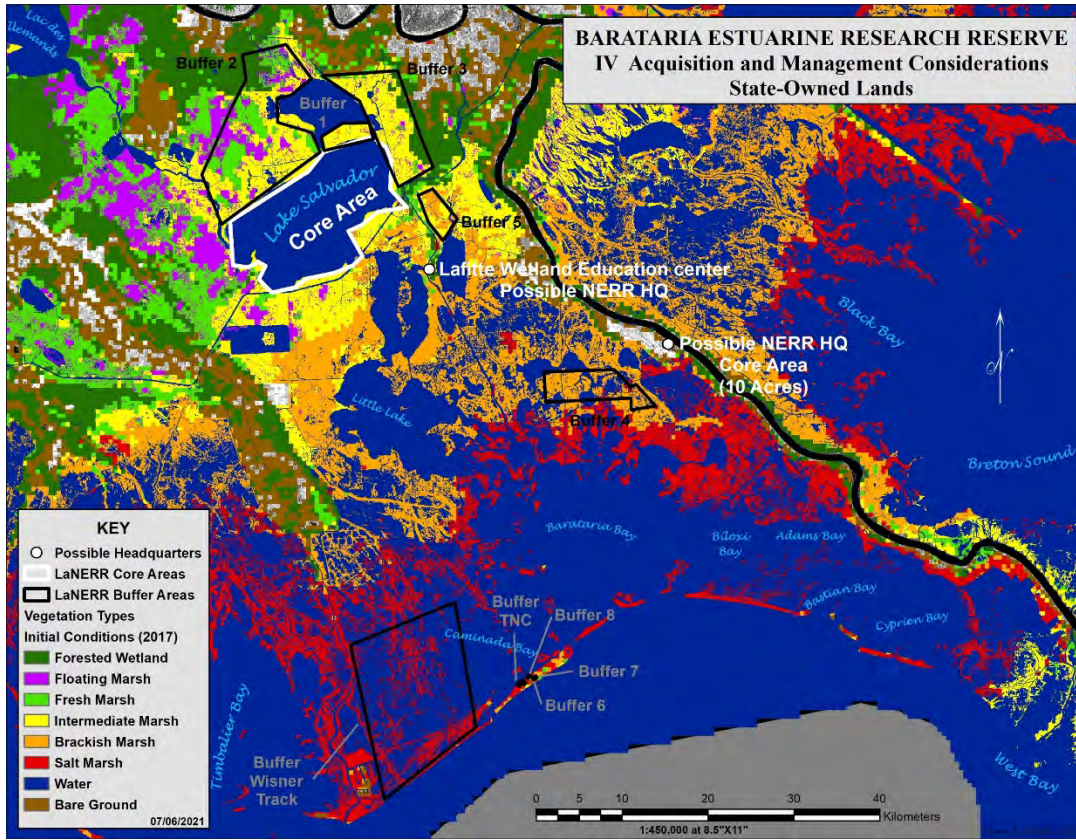 BARATARIA ESTUARINE RESEARCH RESERVE
IV Acquisition and Management Considerations
State-Owned Lands
Lac des
Allemands
Buffer 2
Buffer 3
Buffer
1
Lake Salvador
Core Area
Buffer 5
Lafitte Wetland Education center
Possible NERR HQ
Possible NERR HQ
Core Area
(10 Acres)
Black Bay
N
Little Lake
Buffer 4
Breton Sound
Barataria Bay
Biloxi
Bay
Adams Bay
Bastian Bay
Cyprien Bay
Buffer
TNC
Buffer 8
Caminada Bay
Buffer 7
Buffer 6
Timbalier Bay
Buffer
Wisner
Track
West Bay
KEY
Possible Headquarters
LaNERR Core Areas
LaNERR Buffer Areas
Vegetation Types
Initial Conditions (2017)
Forested Wetland
Floating Marsh
Fresh Marsh
Intermediate Marsh
Brackish Marsh
Salt Marsh
Water
Bare Ground
07/06/2021
0 5 10 20 30 40
Kilometers
1:450,000 at 8.5"X11"